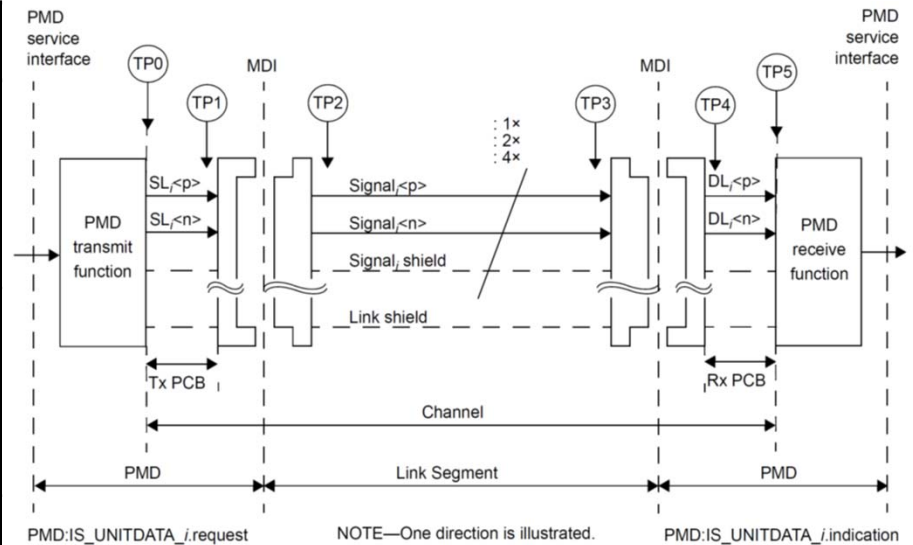 PMD
service
interface
PMD
service
interface
TP0
MDI
MDI
TP5
TP1
TP2
TP3
TP4
: 1×
: 2×
: 4×
SLi<p>
Signali<p>
DLi<p>
SLi<n>
Signali<n>
DLi<n>
PMD
transmit
function
PMD
receive
function
Signali shield
Link shield
Tx PCB
Rx PCB
Channel
PMD
Link Segment
PMD
PMD:IS_UNITDATA_i.request
NOTE—One direction is illustrated.
PMD:IS_UNITDATA_i.indication